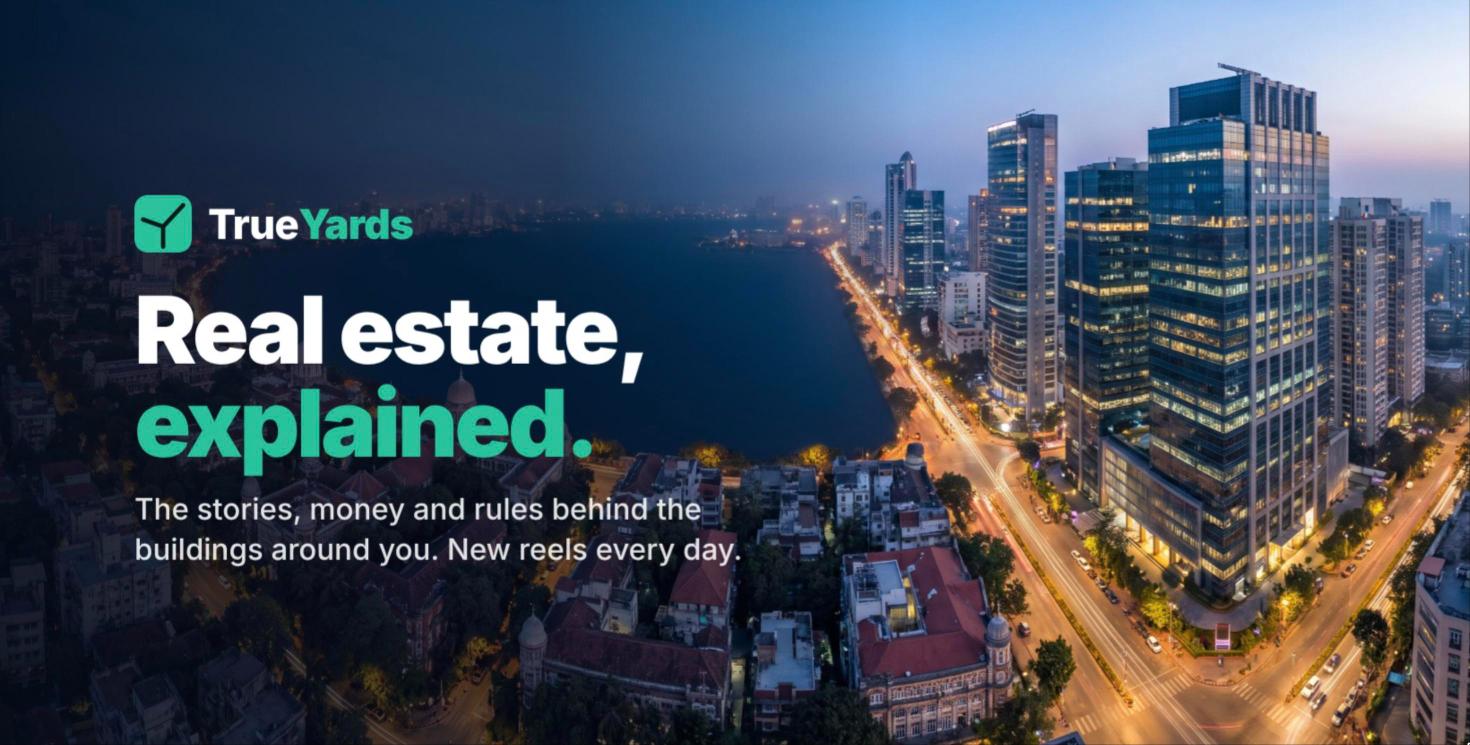 TrueYards
Real estate,
explained.
The stories, money and rules behind the
buildings around you. New reels every day.